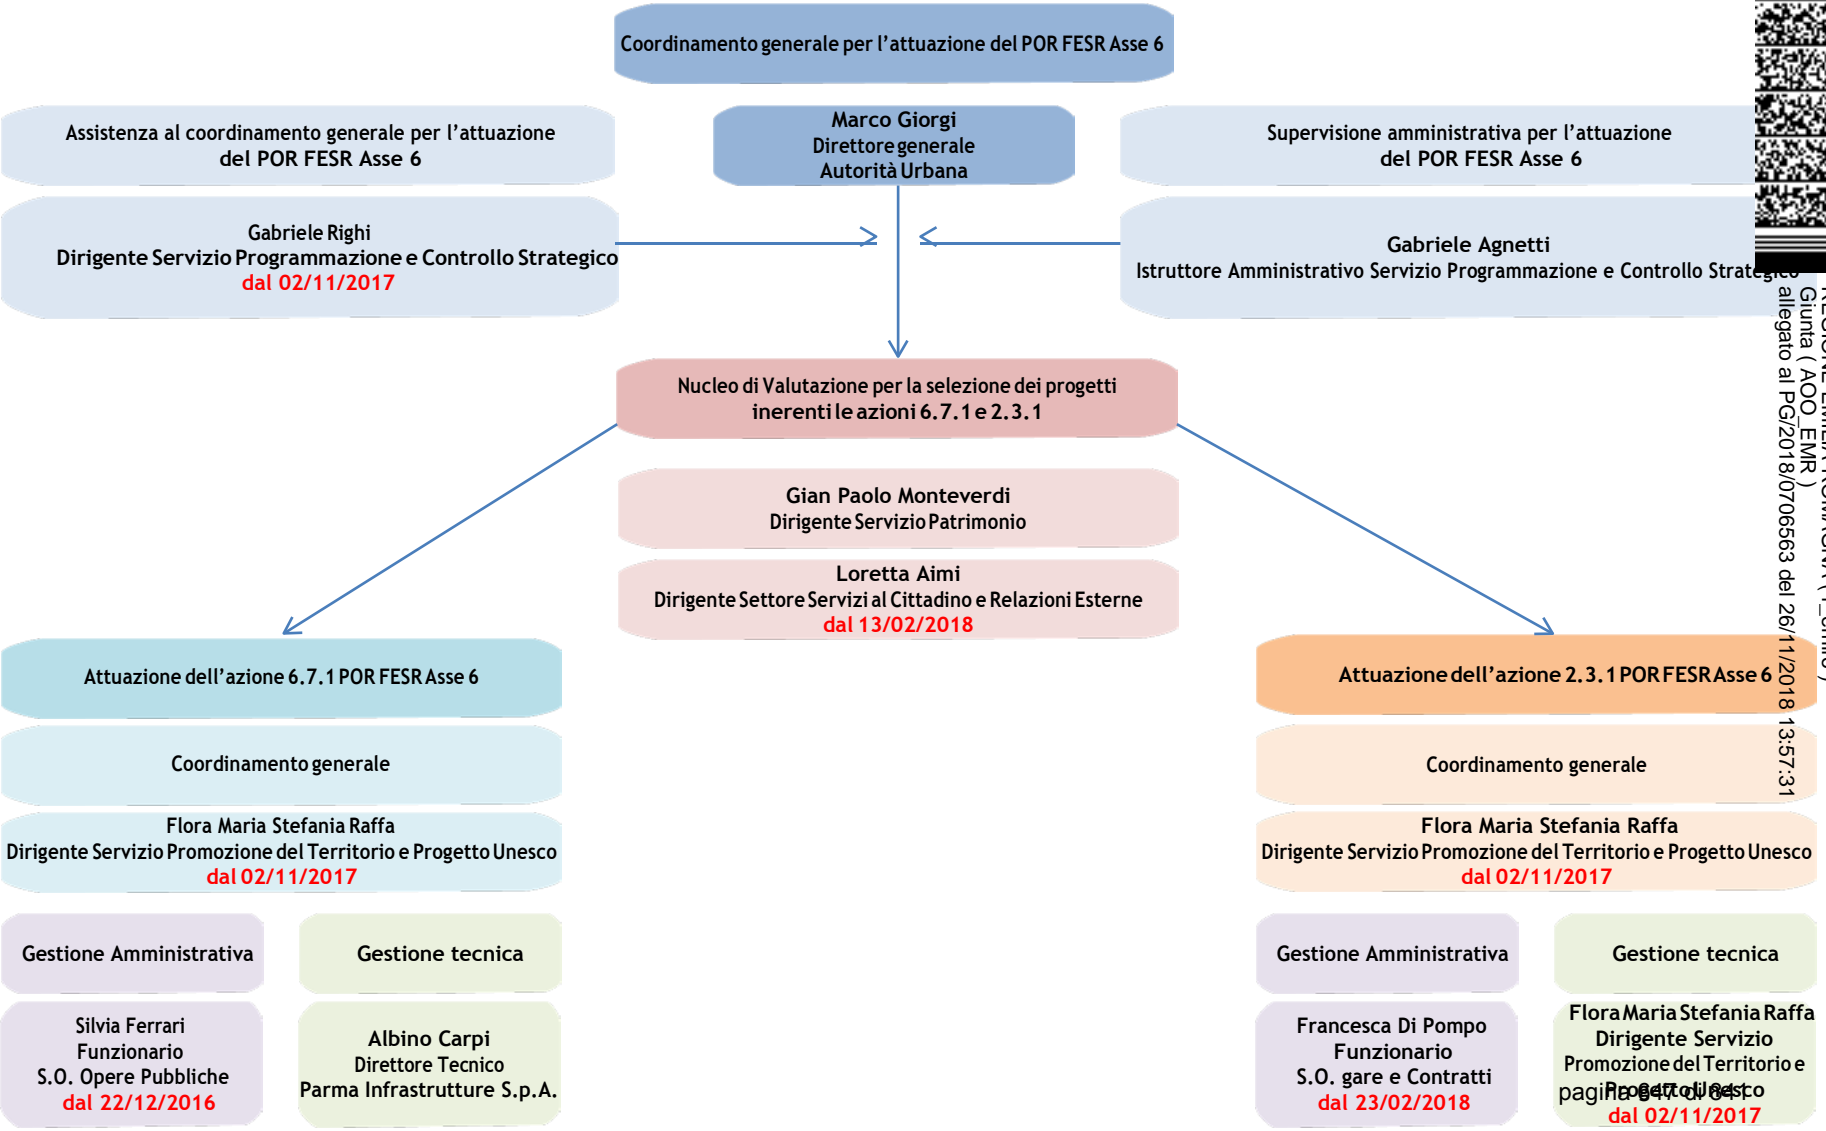 Coordinamento generale per l'attuazione del POR FESR Asse 6
Assistenza al coordinamento generale per l'attuazione
del POR FESR Asse 6
Marco Giorgi
Direttore generale
Autorità Urbana
Supervisione amministrativa per l'attuazione
del POR FESR Asse 6
Gabriele Righi
Dirigente Servizio Programmazione e Controllo Strategico
dal 02/11/2017
Gabriele Agnetti
Istruttore Amministrativo Servizio Programmazione e Controllo Strategico
Nucleo di Valutazione per la selezione dei progetti
inerenti le azioni 6.7.1 e 2.3.1
Gian Paolo Monteverdi
Dirigente Servizio Patrimonio
Loretta Aimi
Dirigente Settore Servizi al Cittadino e Relazioni Esterne
dal 13/02/2018
Attuazione dell'azione 6.7.1 POR FESR Asse 6
Coordinamento generale
Flora Maria Stefania Raffa
Dirigente Servizio Promozione del Territorio e Progetto Unesco
dal 02/11/2017
Gestione Amministrativa
Silvia Ferrari
Funzionario
S.O. Opere Pubbliche
dal 22/12/2016
Gestione tecnica
Albino Carpi
Direttore Tecnico
Parma Infrastrutture S.p.A.
Attuazione dell'azione 2.3.1 POR FESR Asse 6
Coordinamento generale
Flora Maria Stefania Raffa
Dirigente Servizio Promozione del Territorio e Progetto Unesco
dal 02/11/2017
Gestione Amministrativa
Francesca Di Pompo
Funzionario
S.O. gare e Contratti
dal 23/02/2018
Gestione tecnica
Flora Maria Stefania Raffa
Dirigente Servizio
Promozione del Territorio e
Progetto Unesco
dal 02/11/2017
pagina di
REGIONE EMILIA-ROMAGNA
Giunta ( AOO_EMR )
allegato al PG/2018/0706563 del 26/11/2018 13:57:31